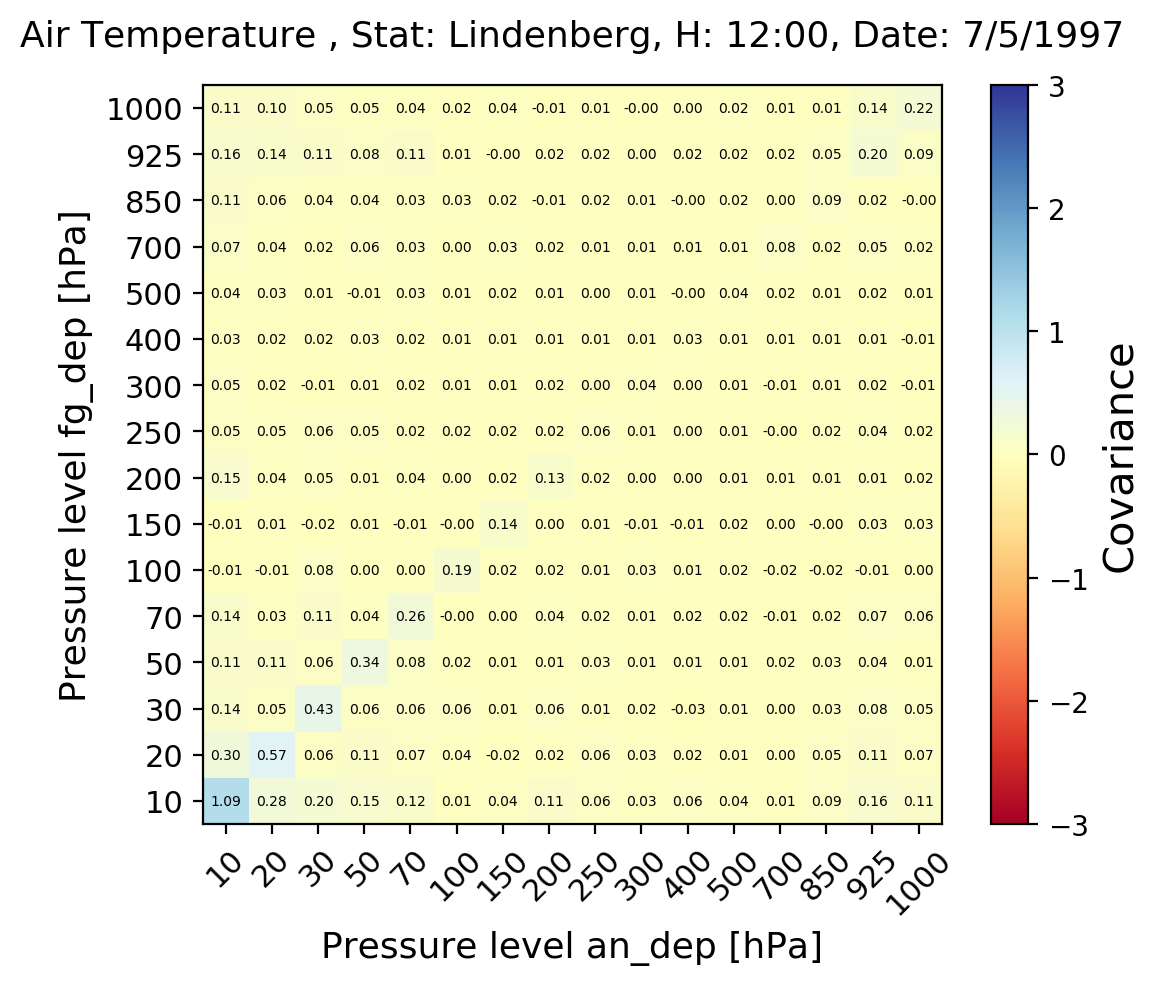 Air Temperature , Stat: Lindenberg, H: 12:00, Date: 7/5/1997
1000 0.11 0.10 0.05 0.05 0.04 0.02 0.04 -0.01 0.01 -0.00 0.00 0.02 0.01 0.01 0.14 0.22
925 0.16 0.14 0.11 0.08 0.11 0.01 -0.00 0.02 0.02 0.00 0.02 0.02 0.02 0.05 0.20 0.09
850 0.11 0.06 0.04 0.04 0.03 0.03 0.02 -0.01 0.02 0.01 -0.00 0.02 0.00 0.09 0.02 -0.00
700 0.07 0.04 0.02 0.06 0.03 0.00 0.03 0.02 0.01 0.01 0.01 0.01 0.08 0.02 0.05 0.02
500 0.04 0.03 0.01 -0.01 0.03 0.01 0.02 0.01 0.00 0.01 -0.00 0.04 0.02 0.01 0.02 0.01
400 0.03 0.02 0.02 0.03 0.02 0.01 0.01 0.01 0.01 0.01 0.03 0.01 0.01 0.01 0.01 -0.01
300 0.05 0.02 -0.01 0.01 0.02 0.01 0.01 0.02 0.00 0.04 0.00 0.01 -0.01 0.01 0.02 -0.01
250 0.05 0.05 0.06 0.05 0.02 0.02 0.02 0.02 0.06 0.01 0.00 0.01 -0.00 0.02 0.04 0.02
200 0.15 0.04 0.05 0.01 0.04 0.00 0.02 0.13 0.02 0.00 0.00 0.01 0.01 0.01 0.01 0.02
150 -0.01 0.01 -0.02 0.01 -0.01 -0.00 0.14 0.00 0.01 -0.01 -0.01 0.02 0.00 -0.00 0.03 0.03
100 -0.01 -0.01 0.08 0.00 0.00 0.19 0.02 0.02 0.01 0.03 0.01 0.02 -0.02 -0.02 -0.01 0.00
70 0.14 0.03 0.11 0.04 0.26 -0.00 0.00 0.04 0.02 0.01 0.02 0.02 -0.01 0.02 0.07 0.06
50 0.11 0.11 0.06 0.34 0.08 0.02 0.01 0.01 0.03 0.01 0.01 0.01 0.02 0.03 0.04 0.01
30 0.14 0.05 0.43 0.06 0.06 0.06 0.01 0.06 0.01 0.02 -0.03 0.01 0.00 0.03 0.08 0.05
20 0.30 0.57 0.06 0.11 0.07 0.04 -0.02 0.02 0.06 0.03 0.02 0.01 0.00 0.05 0.11 0.07
10 1.09 0.28 0.20 0.15 0.12 0.01 0.04 0.11 0.06 0.03 0.06 0.04 0.01 0.09 0.16 0.11
10 20 30 50 70 100 150 200 250 300 400 500 700 850 925 1000
Pressure level an_dep [hPa]
Pressure level fg_dep [hPa]
3
2
1
0
−1
−2
−3
Covariance